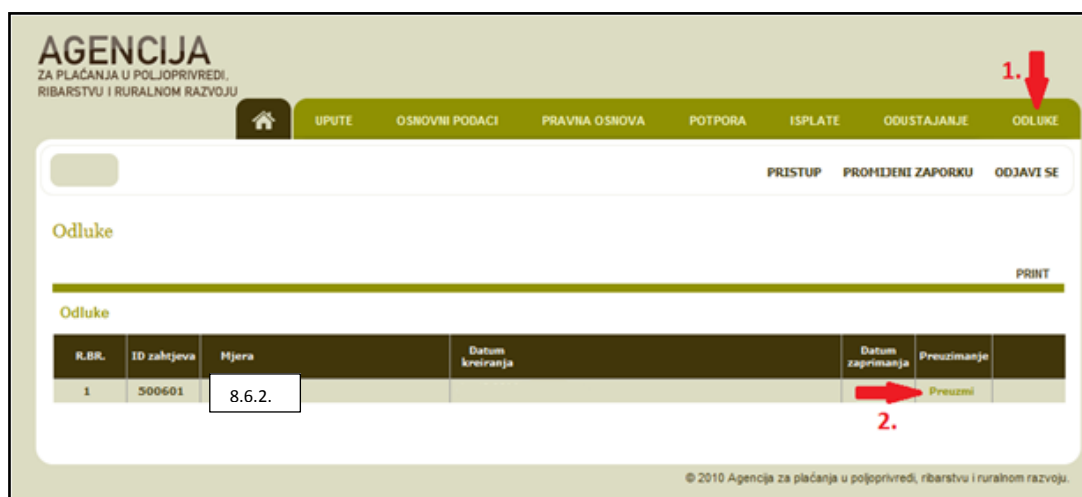 AGENCIJA
ZA PLAĆANJA U POLJOPRIVREDI,
RIBARSTVU I RURALNOM RAZVOJU
1.
UPUTE OSNOVNI PODACI PRAVNA OSNOVA POTPORA ISPLATE ODUSTAJANJE ODLUKE
PRISTUP PROMIJENI ZAPORKU ODJAVI SE
Odluke
PRINT
Odluke
R.BR. ID zahtjeva Mjera Datum kreiranja Datum zaprimanja Preuzimanje
1 500601 8.6.2. Preuzmi
2.
© 2010 Agencija za plaćanja u poljoprivredi, ribarstvu i ruralnom razvoju.